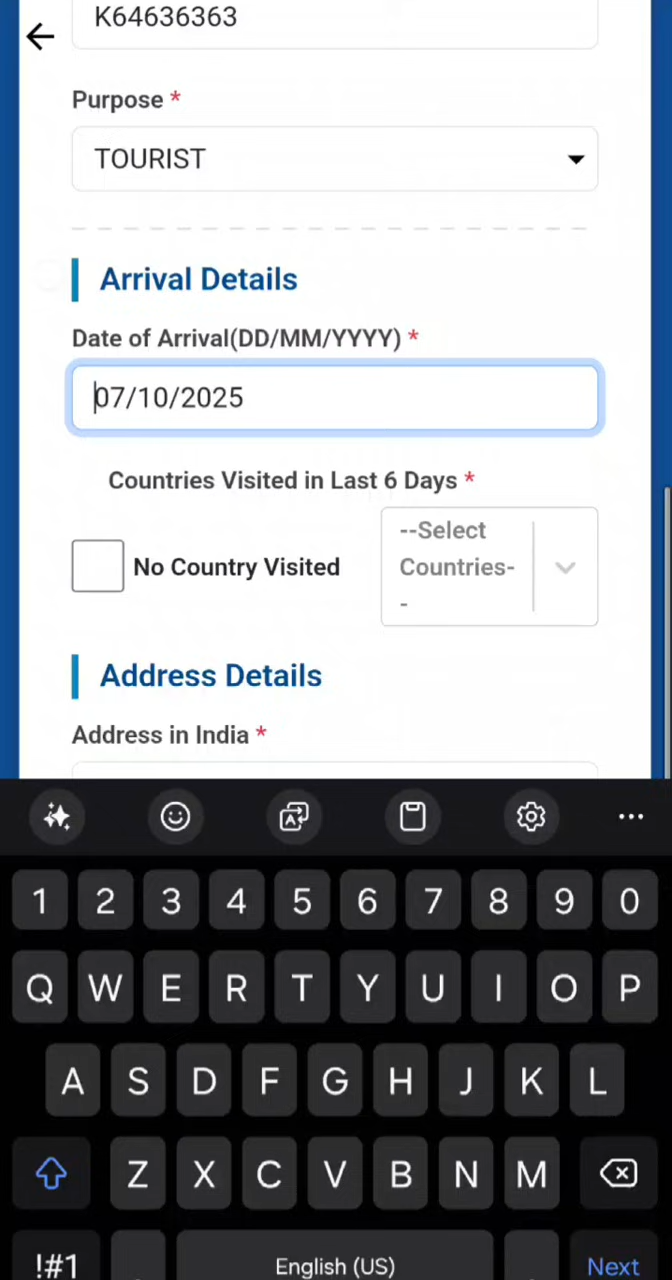 K64636363
Purpose *
TOURIST
Arrival Details
Date of Arrival(DD/MM/YYYY) *
07/10/2025
Countries Visited in Last 6 Days *
No Country Visited
--Select
Countries-
-
Address Details
Address in India *
1 2 3 4 5 6 7 8 9 0
Q W E R T Y U I O P
A S D F G H J K L
Z X C V B N M
!#1 , English (US) Next